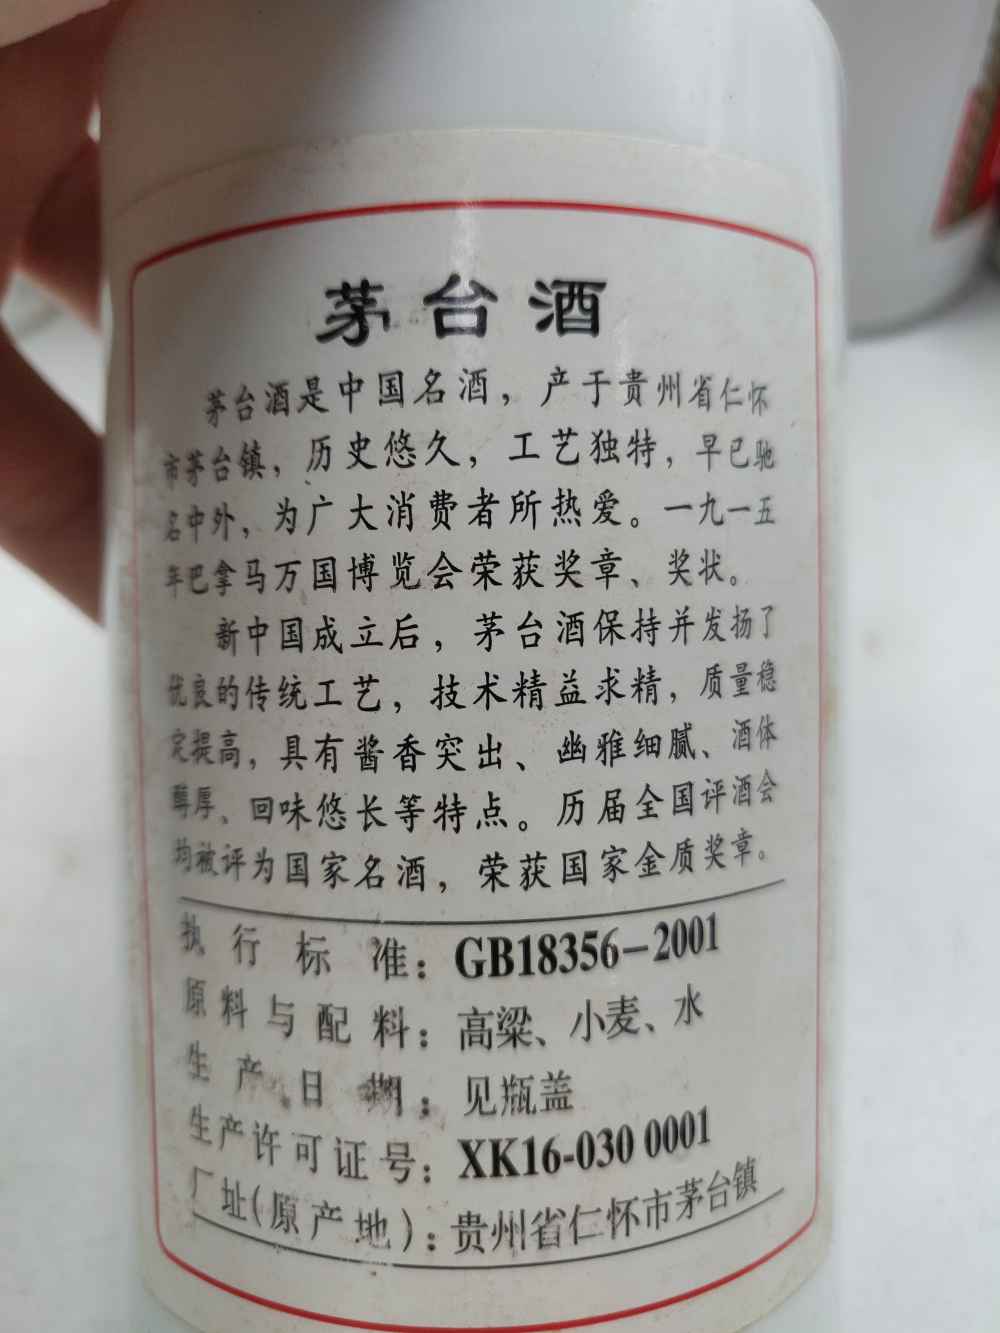 茅台酒
茅台酒是中国名酒，产于贵州省仁怀
市茅台镇，历史悠久，工艺独特，早已驰
名中外，为广大消费者所热爱。一九一五
年巴拿马万国博览会荣获奖章、奖状。
新中国成立后，茅台酒保持并发扬了
优良的传统工艺，技术精益求精，质量稳
定提高，具有酱香突出、幽雅细腻、酒体
醇厚、回味悠长等特点。历届全国评酒会
均被评为国家名酒，荣获国家金质奖章。
执行标准：GB18356-2001
原料与配料：高粱、小麦、水
生产日期：见瓶盖
生产许可证号：XK16-030 0001
厂址(原产地)：贵州省仁怀市茅台镇